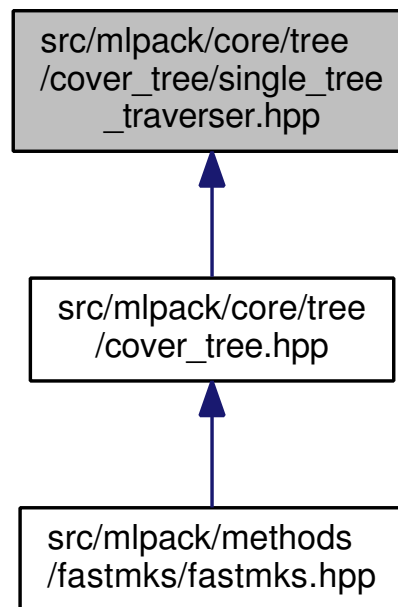 src/mlpack/core/tree
/cover_tree/single_tree
_traverser.hpp
src/mlpack/core/tree
/cover_tree.hpp
src/mlpack/methods
/fastmks/fastmks.hpp